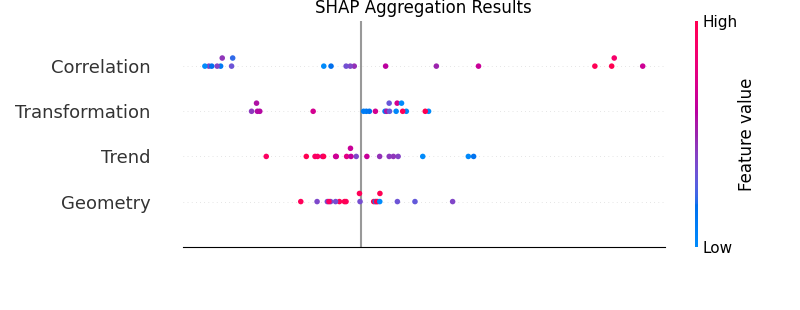 SHAP Aggregation Results
High
Correlation
Transformation
Trend
Geometry
Feature value
Low